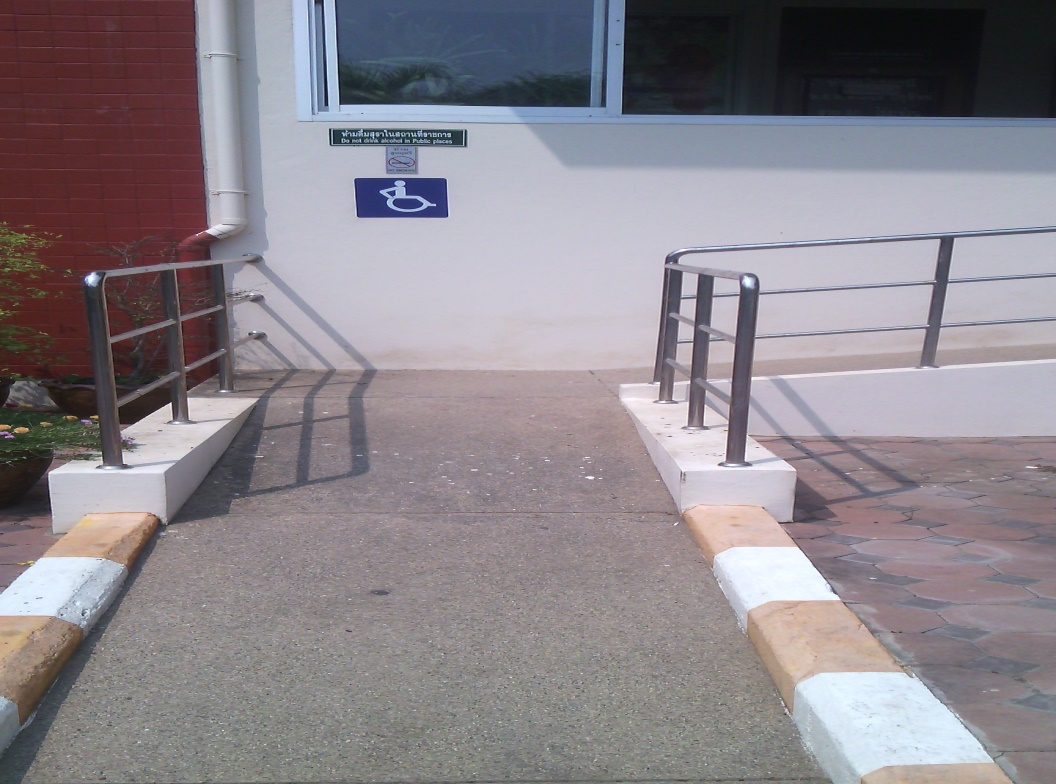 ห้ามดื่มสุราในสถานที่ราชการ
Do not drink alcohol in Public places